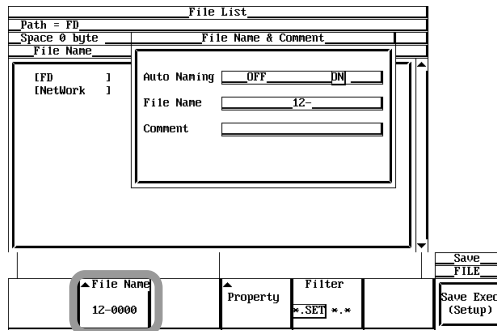 File List
Path = FD
Space 0 byte
File Name & Comment
File Name
[FD ]
[NetWork ]
Auto Naming OFF ON
File Name 12-
Comment
Save
FILE
File Name
12-0000
Property
Filter
*.SET *.*
Save Exec
(Setup)